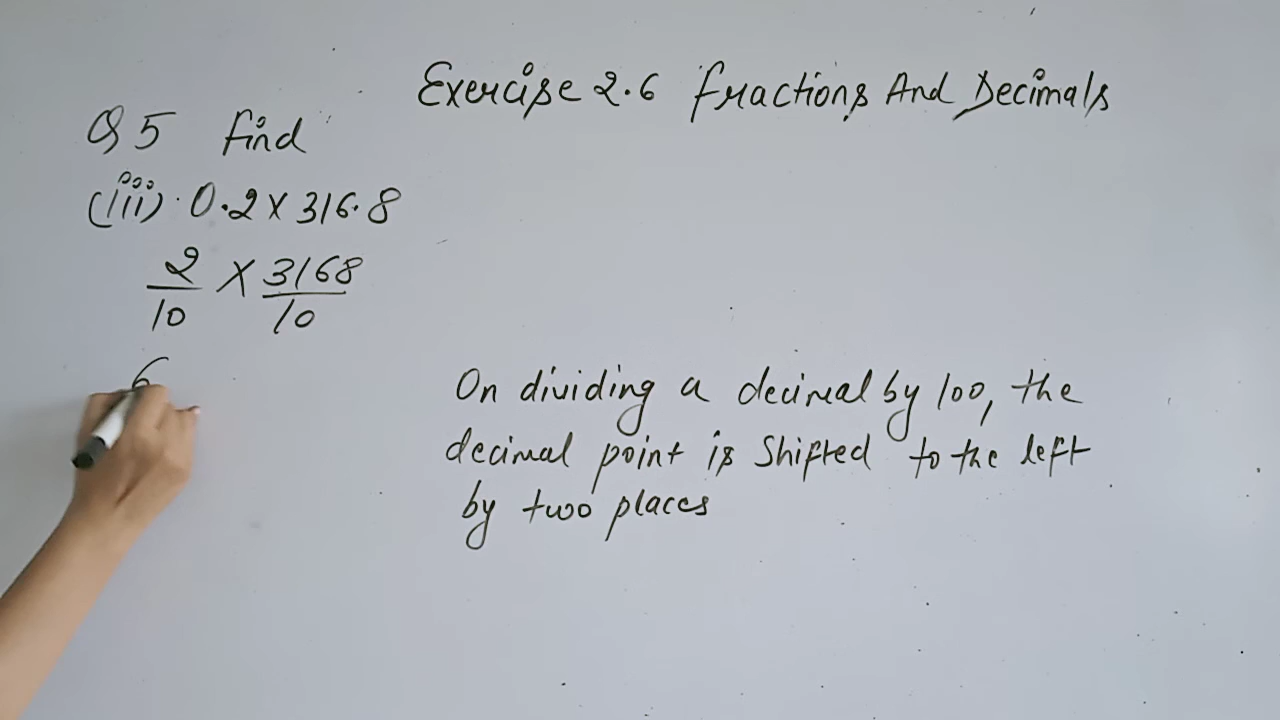 Exercise 2.6 Fractions And Decimals
Q5 Find
(iii) 0.2 x 316.8
2/10 x 3168/10
6
On dividing a decimal by 100, the
decimal point is shifted to the left
by two places